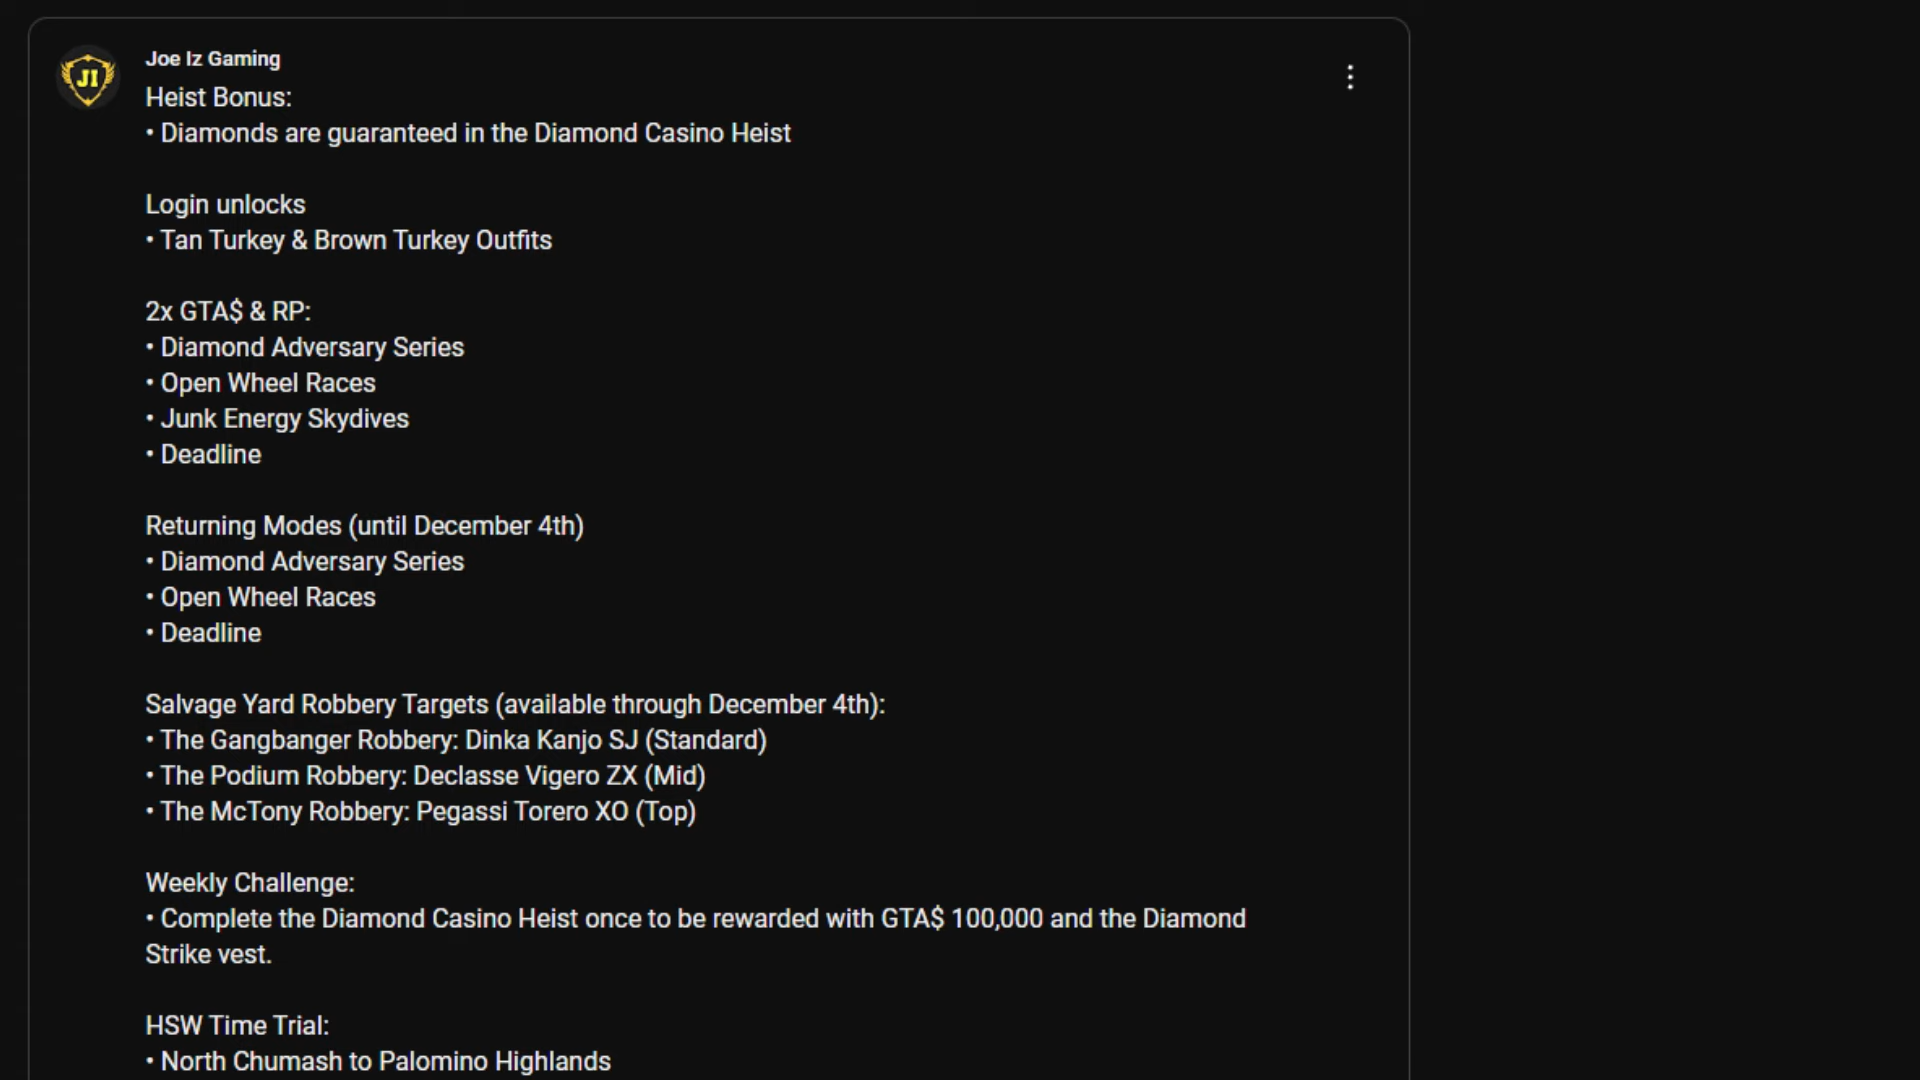 Joe Iz Gaming
JI
Heist Bonus:
• Diamonds are guaranteed in the Diamond Casino Heist
Login unlocks
• Tan Turkey & Brown Turkey Outfits
2x GTA$ & RP:
• Diamond Adversary Series
• Open Wheel Races
• Junk Energy Skydives
• Deadline
Returning Modes (until December 4th)
• Diamond Adversary Series
• Open Wheel Races
• Deadline
Salvage Yard Robbery Targets (available through December 4th):
• The Gangbanger Robbery: Dinka Kanjo SJ (Standard)
• The Podium Robbery: Declasse Vigero ZX (Mid)
• The McTony Robbery: Pegassi Torero XO (Top)
Weekly Challenge:
• Complete the Diamond Casino Heist once to be rewarded with GTA$ 100,000 and the Diamond
Strike vest.
HSW Time Trial:
• North Chumash to Palomino Highlands